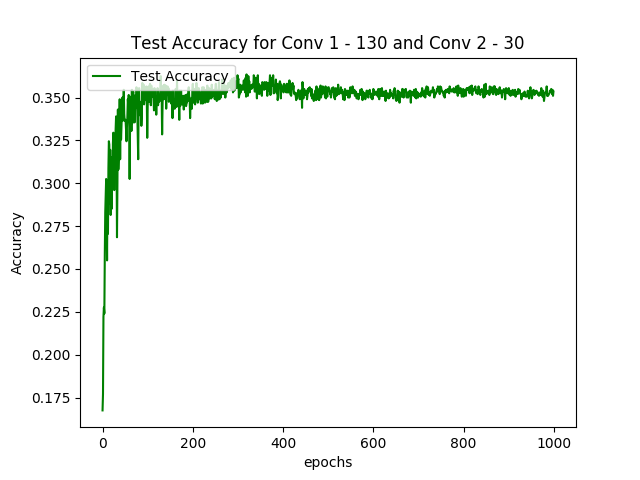 Test Accuracy for Conv 1 - 130 and Conv 2 - 30
Test Accuracy
0.350
0.325
0.300
0.275
0.250
0.225
0.200
0.175
Accuracy
0 200 400 600 800 1000
epochs